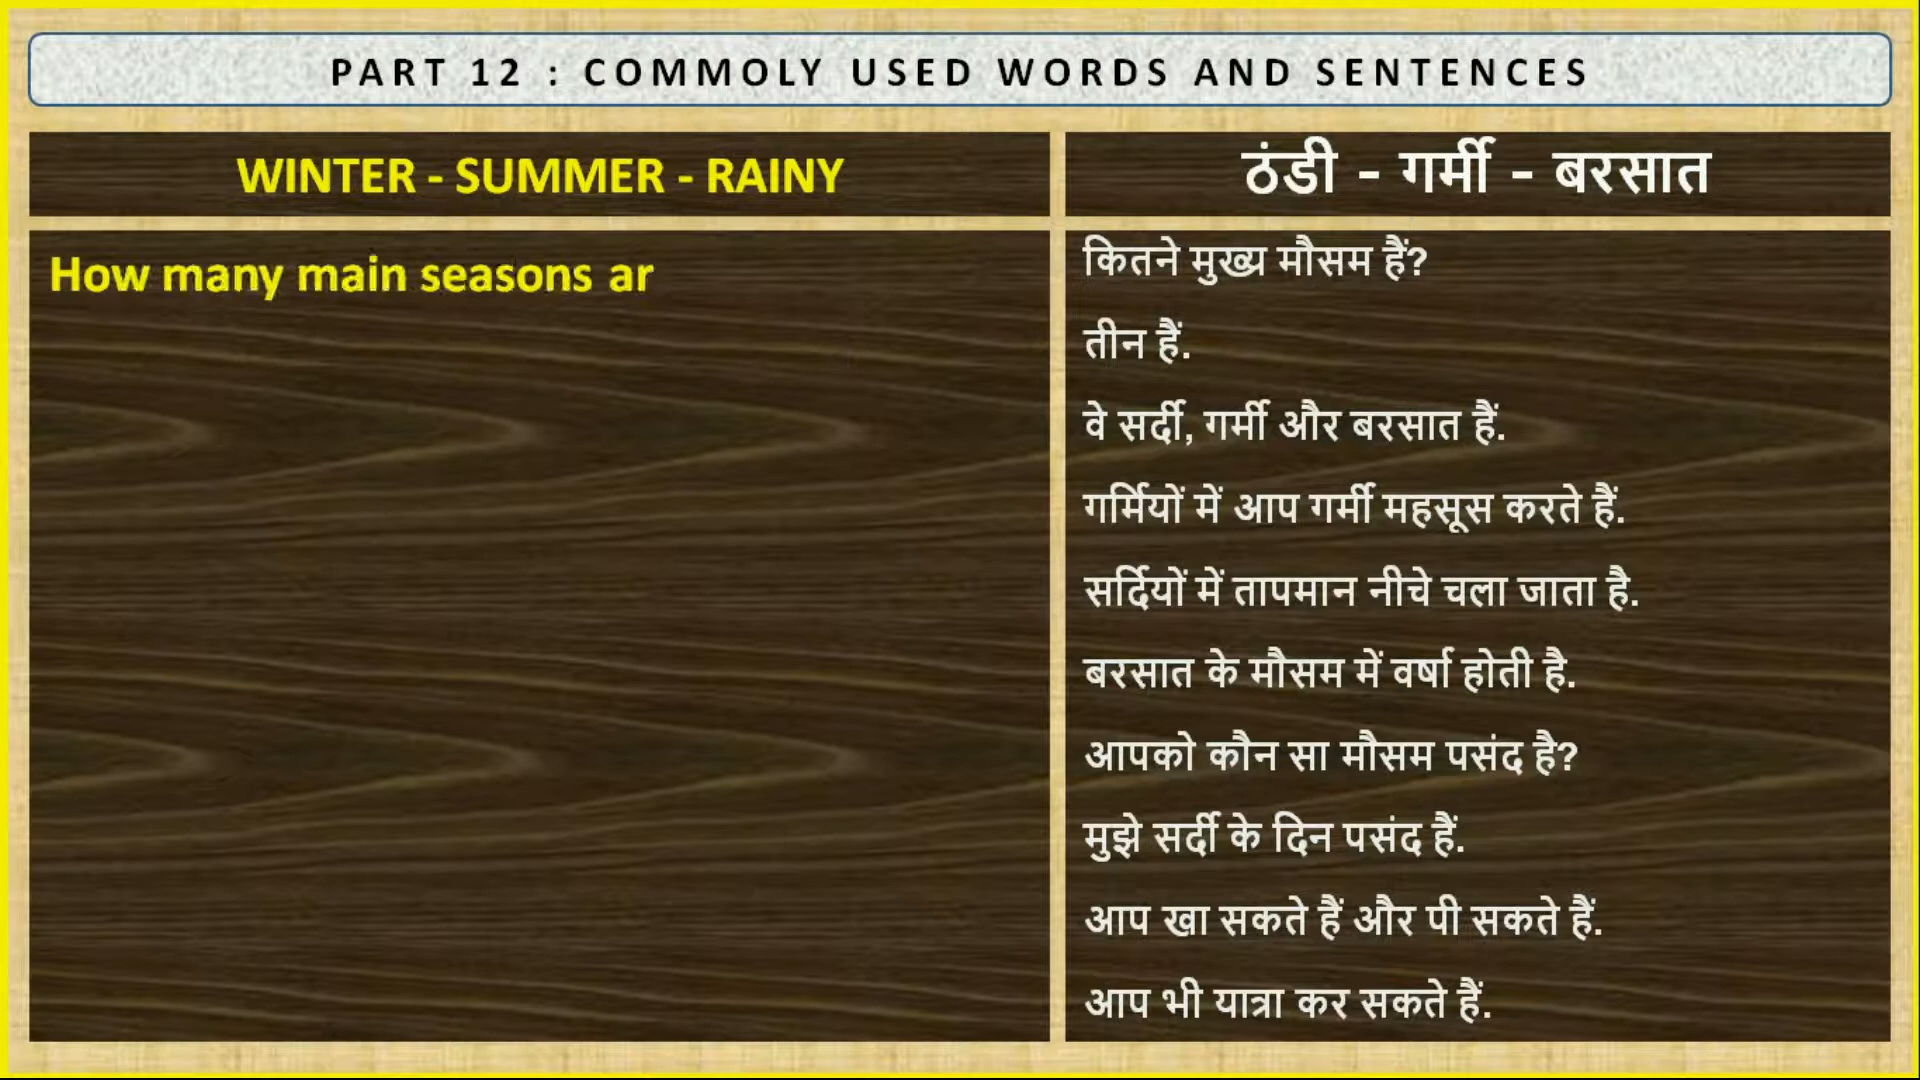 PART 12 : COMMOLY USED WORDS AND SENTENCES
WINTER - SUMMER - RAINY
ठंडी - गर्मी - बरसात
How many main seasons ar
कितने मुख्य मौसम हैं?
तीन हैं.
वे सर्दी, गर्मी और बरसात हैं.
गर्मियों में आप गर्मी महसूस करते हैं.
सर्दियों में तापमान नीचे चला जाता है.
बरसात के मौसम में वर्षा होती है.
आपको कौन सा मौसम पसंद है?
मुझे सर्दी के दिन पसंद हैं.
आप खा सकते हैं और पी सकते हैं.
आप भी यात्रा कर सकते हैं.